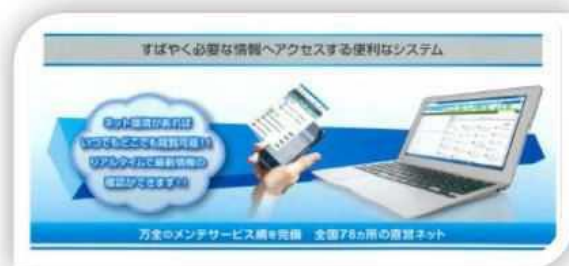 すばやく必要な情報へアクセスする便利なシステム
ネット環境があれば
いつでもどこでも閲覧可能!!
リアルタイムで最新情報の
確認ができます!!
万全のメンテサービス網を完備 全国78ヵ所の直営ネット